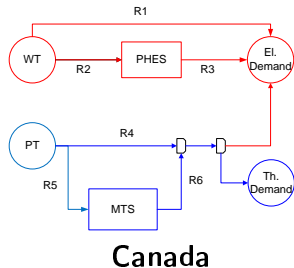 R1
WT
R2
PHES
R3
El.
Demand
PT
R4
R5
MTS
R6
Th.
Demand
Canada